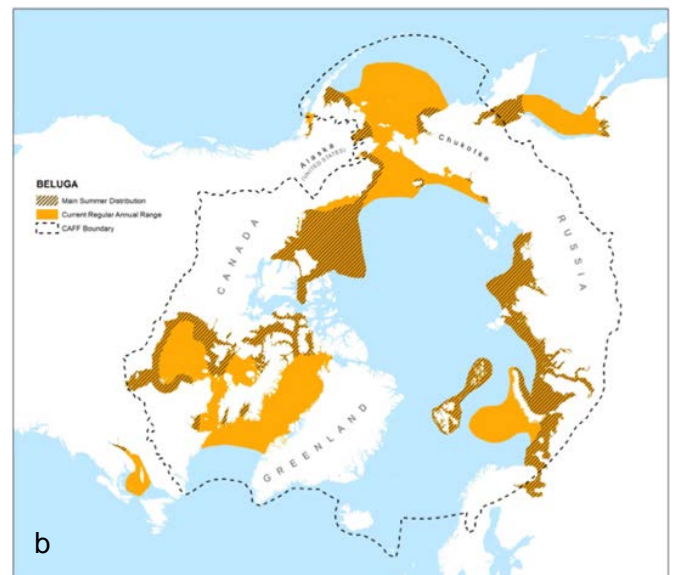 Alaska
(UNITED STATES)
Chukotka
BELUGA
Main Summer Distribution
Current Regular Annual Range
CAFF Boundary
CANADA
RUSSIA
GREENLAND
b